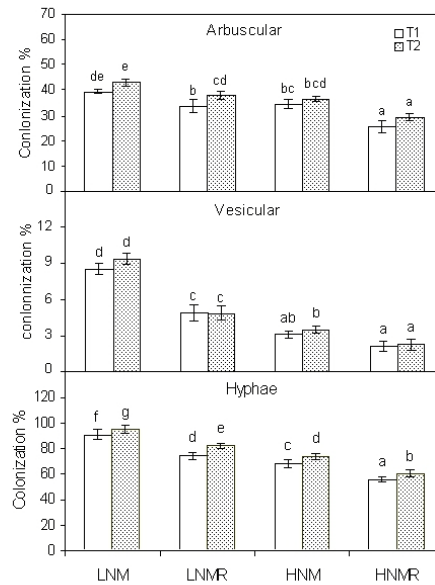 Arbuscular
T1
T2
Conlonization %
70
60
50
40
30
20
10
0
de e b cd bc bcd a a
Vesicular
conlonnization %
12
9
6
3
0
d d c c ab b a a
Hyphae
Colonization %
120
100
80
60
40
20
0
f g d e c d a b
LNM LNMR HNM HNMR